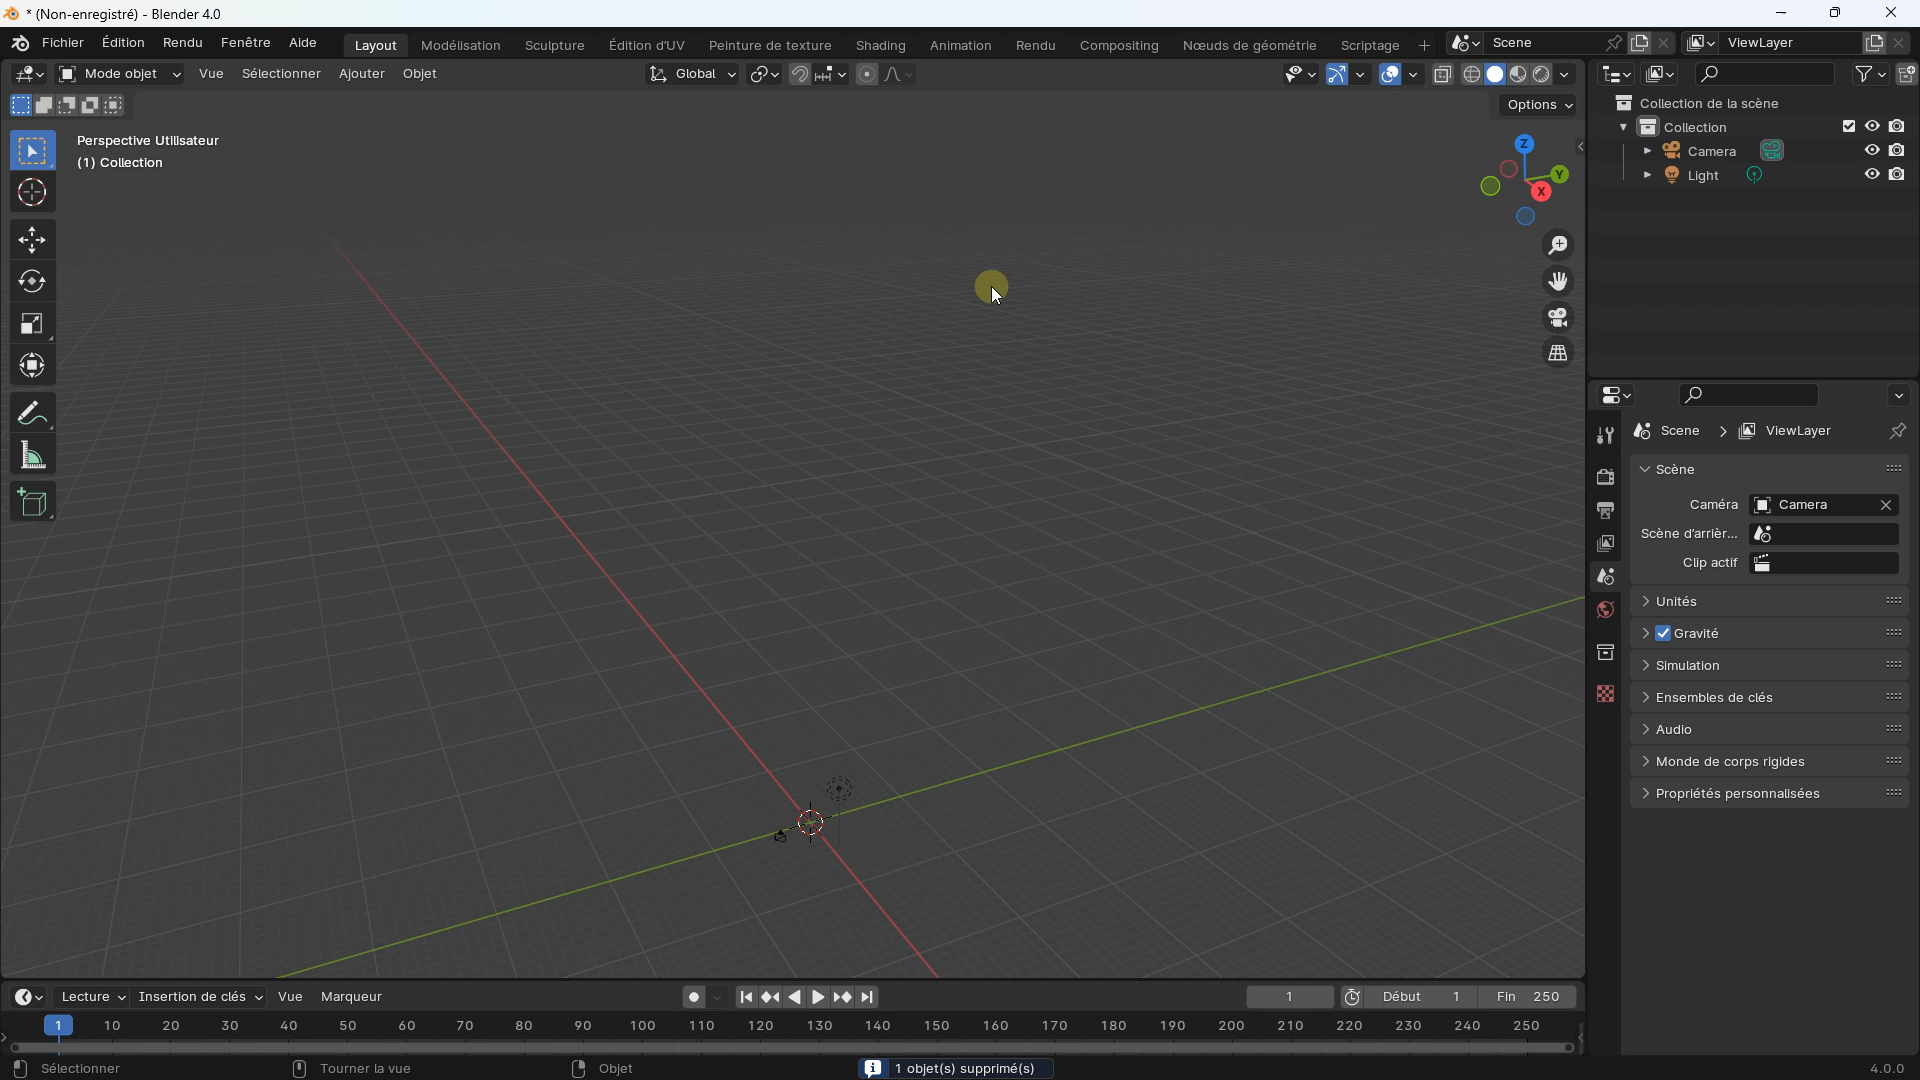 * (Non-enregistré) - Blender 4.0
Fichier Édition Rendu Fenêtre Aide Layout Modélisation Sculpture Édition d'UV Peinture de texture Shading Animation Rendu Compositing Nœuds de géométrie Scriptage + Scene ViewLayer
Mode objet Vue Sélectionner Ajouter Objet Global
Options
Perspective Utilisateur
(1) Collection
Z
Y
X
Collection de la scène
Collection
Camera
Light
Scene > ViewLayer
Scène
Caméra Camera
Scène d'arrièr...
Clip actif
Unités
Gravité
Simulation
Ensembles de clés
Audio
Monde de corps rigides
Propriétés personnalisées
Lecture Insertion de clés Vue Marqueur 1 Début 1 Fin 250
1 10 20 30 40 50 60 70 80 90 100 110 120 130 140 150 160 170 180 190 200 210 220 230 240 250
Sélectionner Tourner la vue Objet 1 objet(s) supprimé(s) 4.0.0